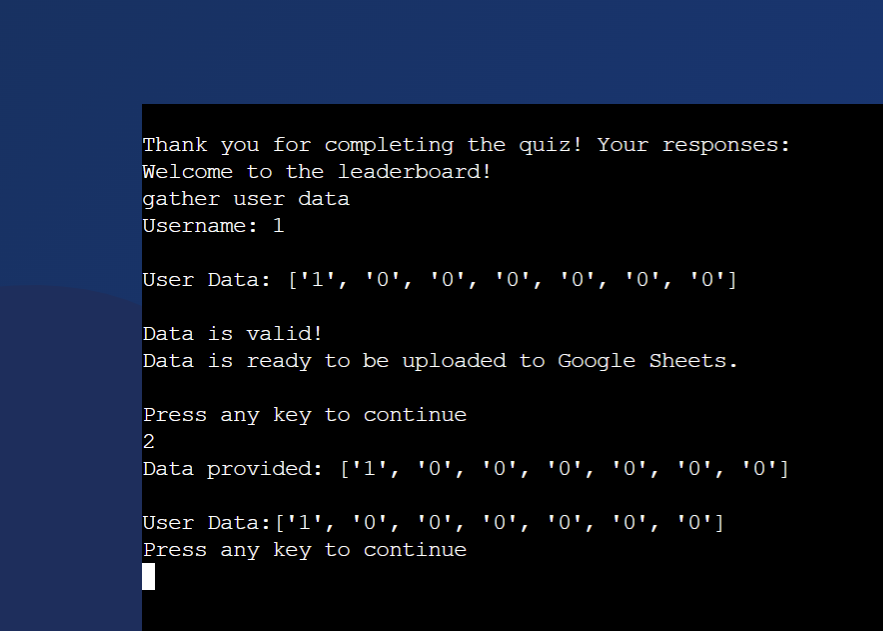 Thank you for completing the quiz! Your responses:
Welcome to the leaderboard!
gather user data
Username: 1
User Data: ['1', '0', '0', '0', '0', '0', '0']
Data is valid!
Data is ready to be uploaded to Google Sheets.
Press any key to continue
2
Data provided: ['1', '0', '0', '0', '0', '0', '0']
User Data:['1', '0', '0', '0', '0', '0', '0']
Press any key to continue